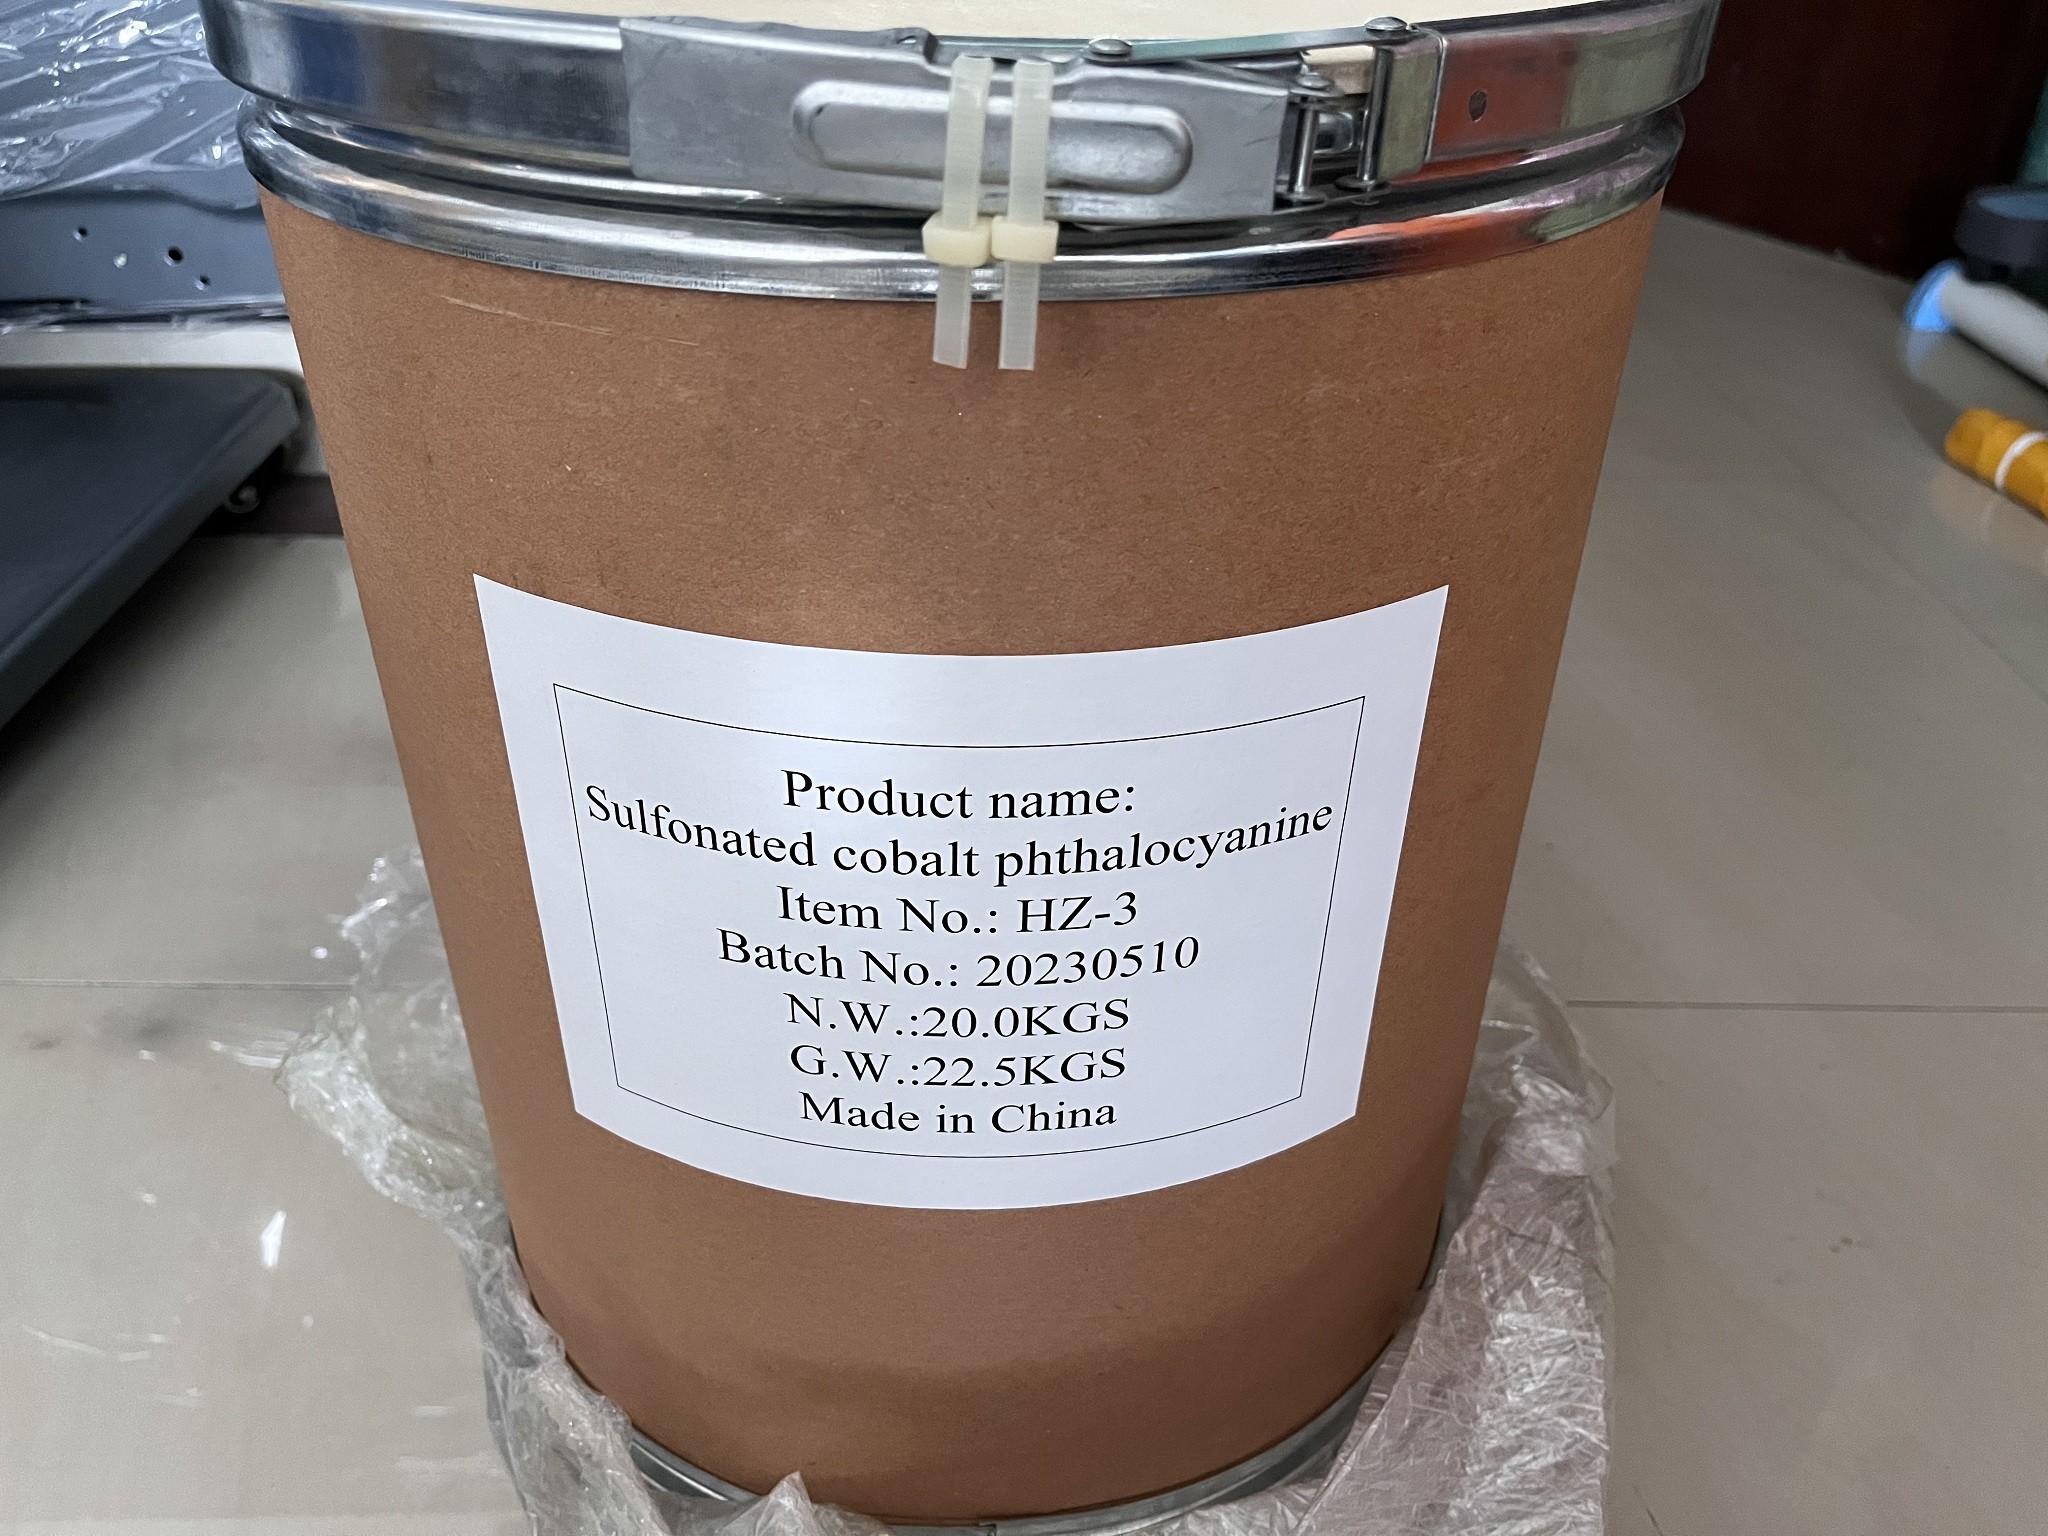 Product name:
Sulfonated cobalt phthalocyanine
Item No.: HZ-3
Batch No.: 20230510
N.W.:20.0KGS
G.W.:22.5KGS
Made in China